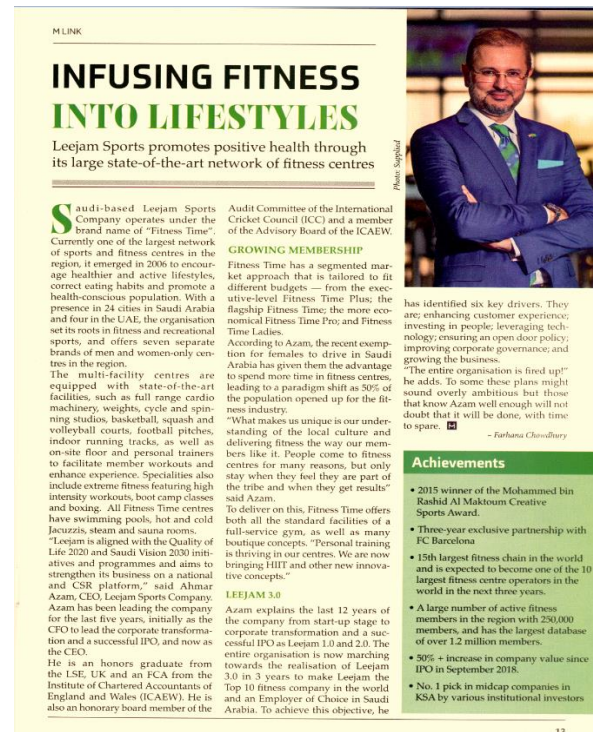 M LINK
INFUSING FITNESS
INTO LIFESTYLES
Leejam Sports promotes positive health through
its large state-of-the-art network of fitness centres
Photo: Supplied
Saudi-based Leejam Sports
Company operates under the
brand name of “Fitness Time”.
Currently one of the largest network
of sports and fitness centres in the
region, it emerged in 2006 to encour-
age healthier and active lifestyles,
correct eating habits and promote a
health-conscious population. With a
presence in 24 cities in Saudi Arabia
and four in the UAE, the organisation
set its roots in fitness and recreational
sports, and offers seven separate
brands of men and women-only cen-
tres in the region.
The multi-facility centres are
equipped with state-of-the-art
facilities, such as full range cardio
machinery, weights, cycle and spin-
ning studios, basketball, squash and
volleyball courts, football pitches,
indoor running tracks, as well as
on-site floor and personal trainers
to facilitate member workouts and
enhance experience. Specialities also
include extreme fitness featuring high
intensity workouts, boot camp classes
and boxing. All Fitness Time centres
have swimming pools, hot and cold
Jacuzzis, steam and sauna rooms.
“Leejam is aligned with the Quality of
Life 2020 and Saudi Vision 2030 initi-
atives and programmes and aims to
strengthen its business on a national
and CSR platform,” said Ahmar
Azam, CEO, Leejam Sports Company.
Azam has been leading the company
for the last five years, initially as the
CFO to lead the corporate transforma-
tion and a successful IPO, and now as
the CEO.
He is an honors graduate from
the LSE, UK and an FCA from the
Institute of Chartered Accountants of
England and Wales (ICAEW). He is
also an honorary board member of the
Audit Committee of the International
Cricket Council (ICC) and a member
of the Advisory Board of the ICAEW.
GROWING MEMBERSHIP
Fitness Time has a segmented mar-
ket approach that is tailored to fit
different budgets — from the exec-
utive-level Fitness Time Plus; the
flagship Fitness Time; the more eco-
nomical Fitness Time Pro; and Fitness
Time Ladies.
According to Azam, the recent exemp-
tion for females to drive in Saudi
Arabia has given them the advantage
to spend more time in fitness centres,
leading to a paradigm shift as 50% of
the population opened up for the fit-
ness industry.
“What makes us unique is our under-
standing of the local culture and
delivering fitness the way our mem-
bers like it. People come to fitness
centres for many reasons, but only
stay when they feel they are part of
the tribe and when they get results”
said Azam.
To deliver on this, Fitness Time offers
both all the standard facilities of a
full-service gym, as well as many
boutique concepts. “Personal training
is thriving in our centres. We are now
bringing HIIT and other new innova-
tive concepts.”
LEEJAM 3.0
Azam explains the last 12 years of
the company from start-up stage to
corporate transformation and a suc-
cessful IPO as Leejam 1.0 and 2.0. The
entire organisation is now marching
towards the realisation of Leejam
3.0 in 3 years to make Leejam the
Top 10 fitness company in the world
and an Employer of Choice in Saudi
Arabia. To achieve this objective, he
has identified six key drivers. They
are; enhancing customer experience;
investing in people; leveraging tech-
nology; ensuring an open door policy;
improving corporate governance; and
growing the business.
“The entire organisation is fired up!”
he adds. To some these plans might
sound overly ambitious but those
that know Azam well enough will not
doubt that it will be done, with time
to spare. M
– Farhana Chowdhury
Achievements
• 2015 winner of the Mohammed bin
Rashid Al Maktoum Creative
Sports Award.
• Three-year exclusive partnership with
FC Barcelona
• 15th largest fitness chain in the world
and is expected to become one of the 10
largest fitness centre operators in the
world in the next three years.
• A large number of active fitness
members in the region with 250,000
members, and has the largest database
of over 1.2 million members.
• 50% + increase in company value since
IPO in September 2018.
• No. 1 pick in midcap companies in
KSA by various institutional investors
13